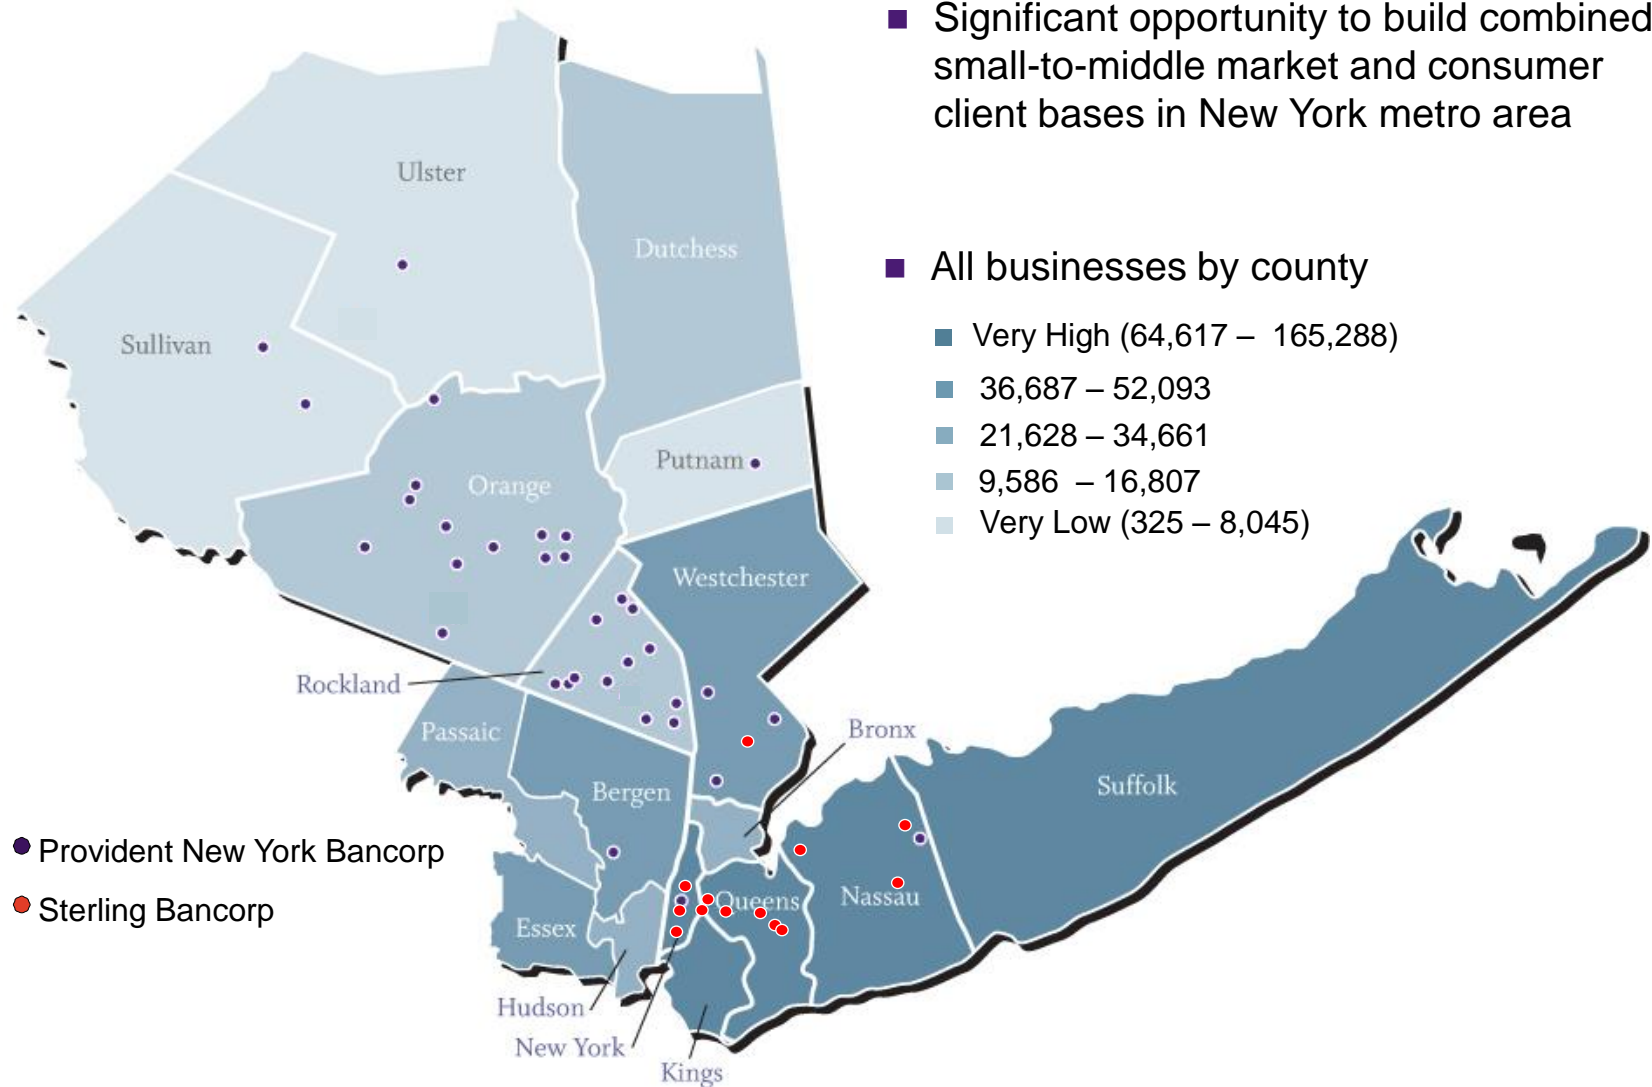 Significant opportunity to build combined
small-to-middle market and consumer
client bases in New York metro area
All businesses by county
Very High (64,617 – 165,288)
36,687 – 52,093
21,628 – 34,661
9,586 – 16,807
Very Low (325 – 8,045)
Ulster
Dutchess
Sullivan
Putnam
Orange
Westchester
Rockland
Passaic
Bronx
Bergen
Suffolk
Provident New York Bancorp
Sterling Bancorp
Queens
Nassau
Essex
Hudson
New York
Kings